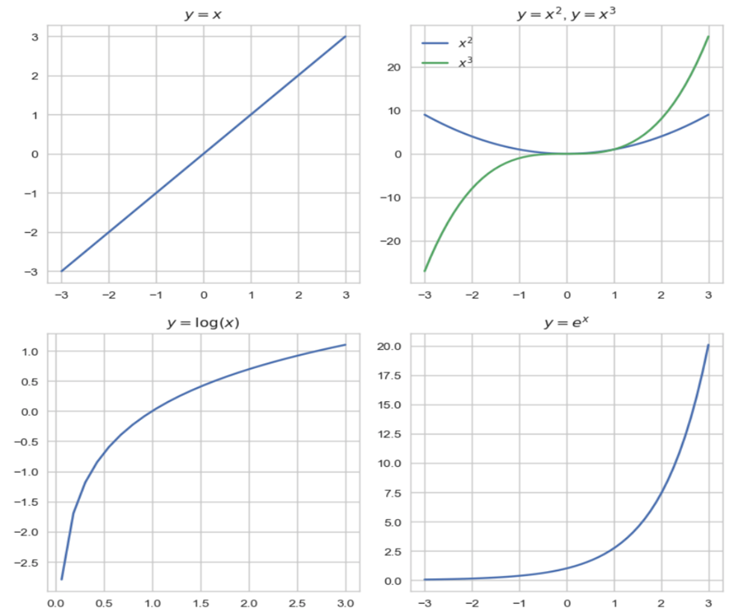 y = x
3
2
1
0
−1
−2
−3
−3 −2 −1 0 1 2 3
y = x², y = x³
x²
x³
20
10
0
−10
−20
−3 −2 −1 0 1 2 3
y = log(x)
1.0
0.5
0.0
−0.5
−1.0
−1.5
−2.0
−2.5
0.0 0.5 1.0 1.5 2.0 2.5 3.0
y = eˣ
20.0
17.5
15.0
12.5
10.0
7.5
5.0
2.5
0.0
−3 −2 −1 0 1 2 3